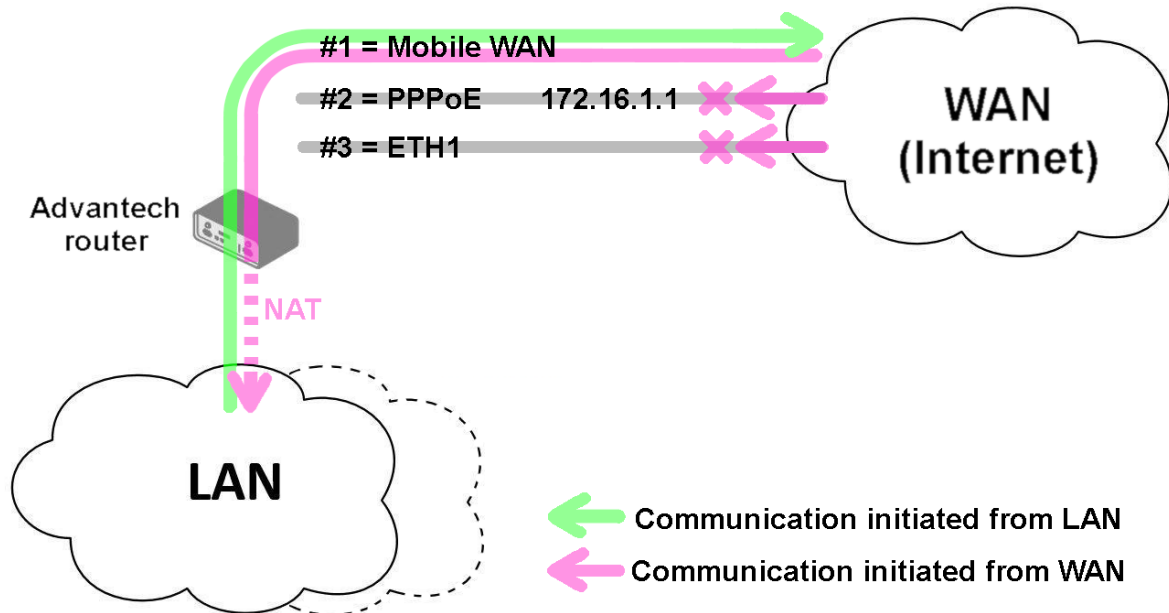 #1 = Mobile WAN
#2 = PPPoE 172.16.1.1
#3 = ETH1
WAN
(Internet)
Advantech
router
NAT
LAN
Communication initiated from LAN
Communication initiated from WAN